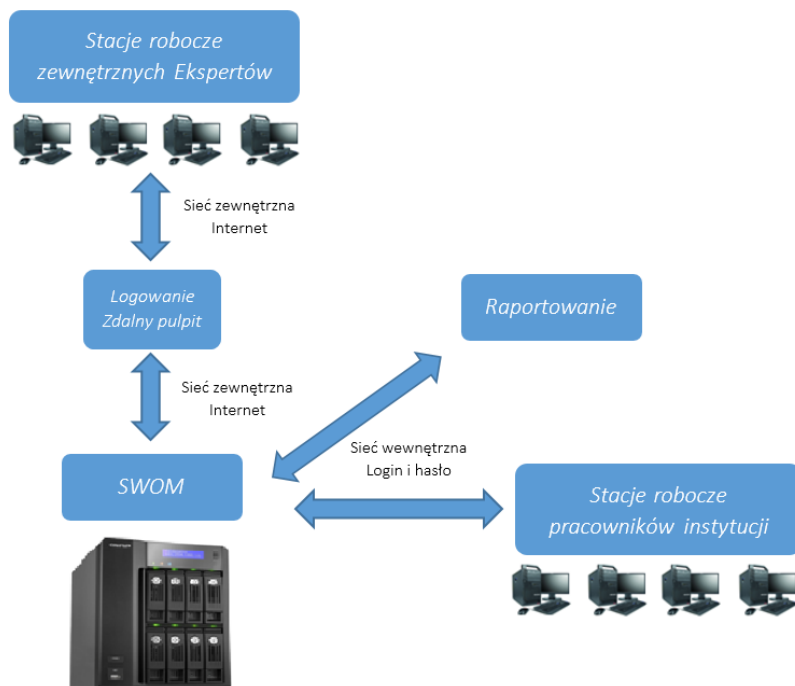 Stacje robocze
zewnętrznych Ekspertów
Sieć zewnętrzna
Internet
Logowanie
Zdalny pulpit
Raportowanie
Sieć zewnętrzna
Internet
Sieć wewnętrzna
Login i hasło
SWOM
Stacje robocze
pracowników instytucji